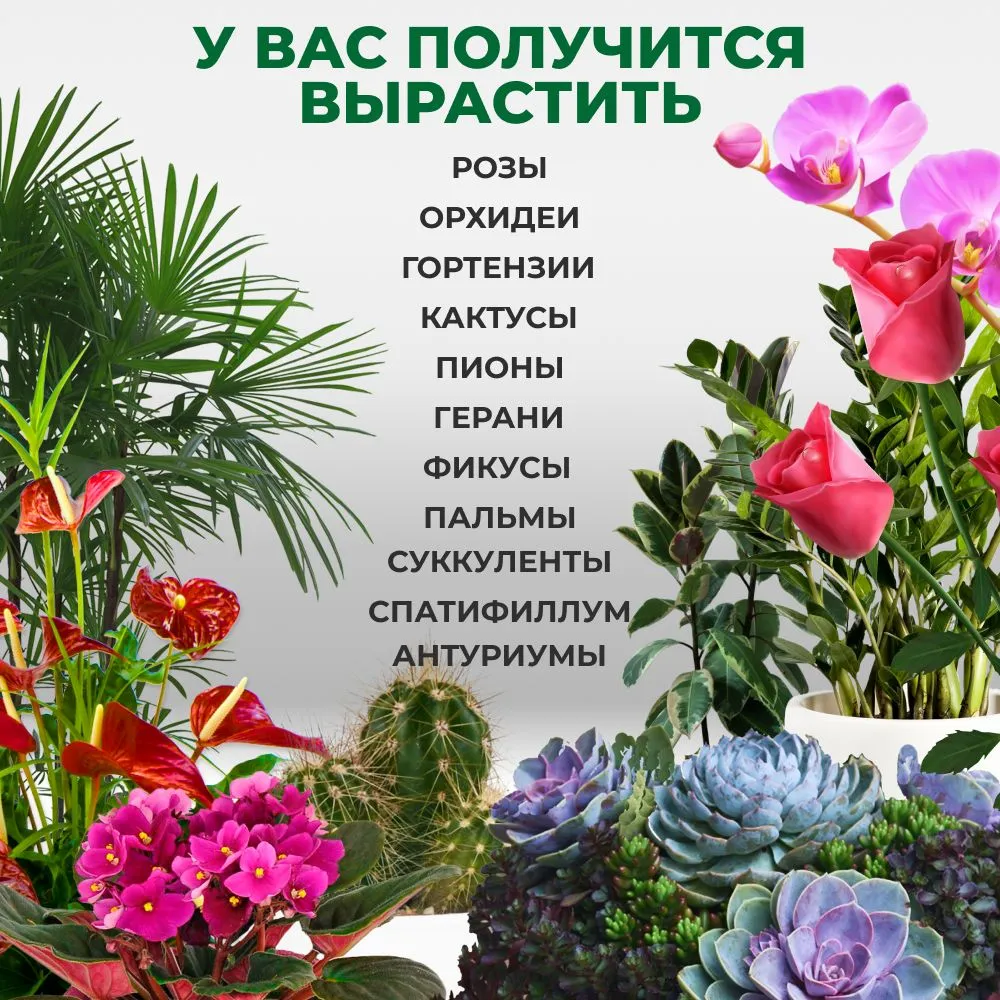 У ВАС ПОЛУЧИТСЯ
ВЫРАСТИТЬ
РОЗЫ
ОРХИДЕИ
ГОРТЕНЗИИ
КАКТУСЫ
ПИОНЫ
ГЕРАНИ
ФИКУСЫ
ПАЛЬМЫ
СУККУЛЕНТЫ
СПАТИФИЛЛУМ
АНТУРИУМЫ